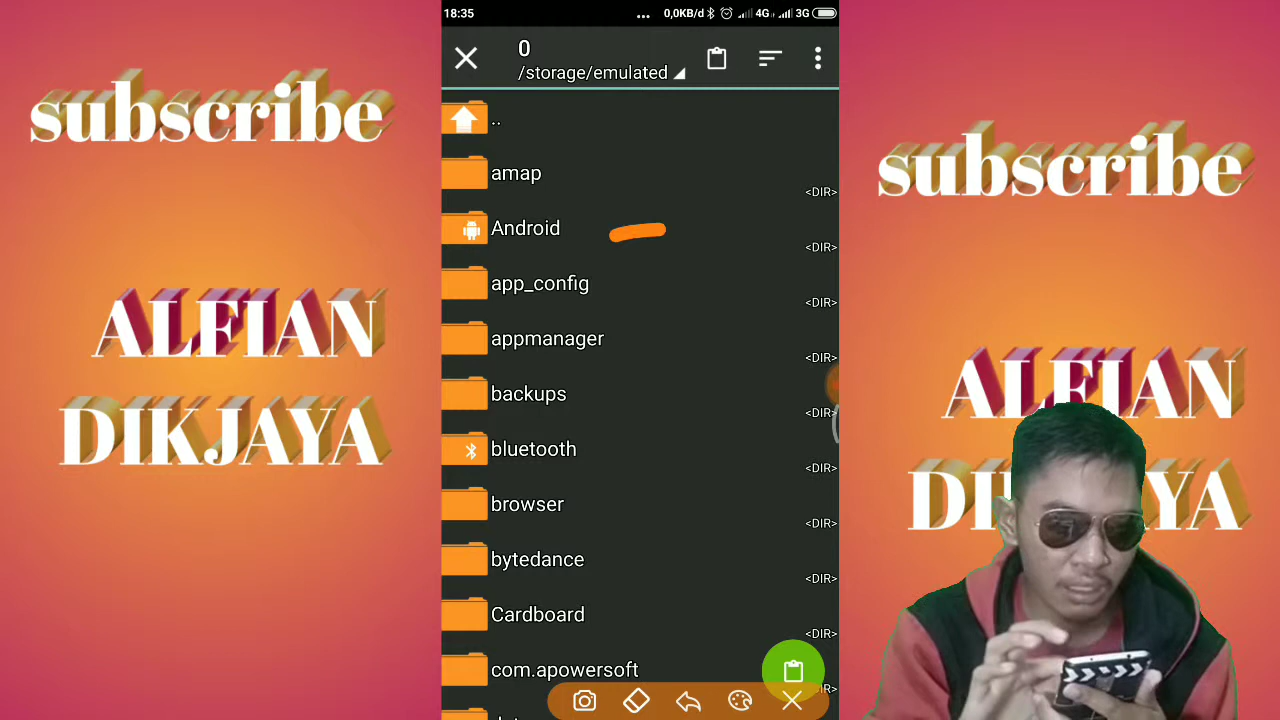 subscribe
ALFIAN
DIKJAYA
18:35
... 0,0KB/d 4G 3G
0
/storage/emulated
..
amap
<DIR>
Android
<DIR>
app_config
<DIR>
appmanager
<DIR>
backups
<DIR>
bluetooth
<DIR>
browser
<DIR>
bytedance
<DIR>
Cardboard
<DIR>
com.apowersoft
subscribe
ALFIAN